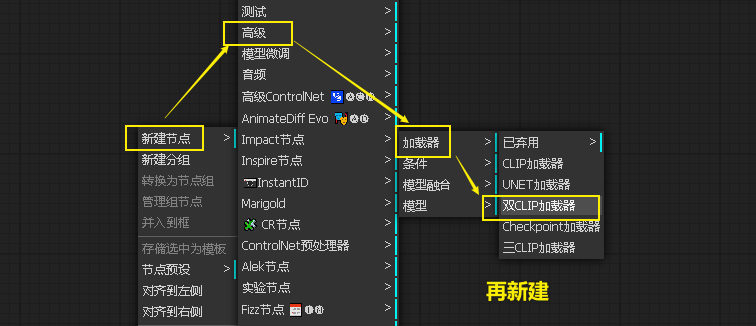 测试
高级
模型微调
音频
高级ControlNet
AnimateDiff Evo
Impact节点
Inspire节点
InstantID
Marigold
CR节点
ControlNet预处理器
Alek节点
实验节点
Fizz节点
新建节点
新建分组
转换为节点组
管理组节点
并入到框
存储选中为模板
节点预设
对齐到左侧
对齐到右侧
加载器
条件
模型融合
模型
已弃用
CLIP加载器
UNET加载器
双CLIP加载器
Checkpoint加载器
三CLIP加载器
再新建